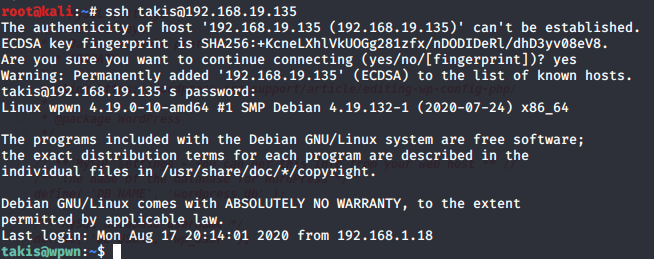 root@kali:~# ssh takis@192.168.19.135
The authenticity of host '192.168.19.135 (192.168.19.135)' can't be established.
ECDSA key fingerprint is SHA256:+KcneLXhlVkUOGg281zfx/nDODIDeRl/dhD3yv08eV8.
Are you sure you want to continue connecting (yes/no/[fingerprint])? yes
Warning: Permanently added '192.168.19.135' (ECDSA) to the list of known hosts.
takis@192.168.19.135's password:
Linux wpwn 4.19.0-10-amd64 #1 SMP Debian 4.19.132-1 (2020-07-24) x86_64
The programs included with the Debian GNU/Linux system are free software;
the exact distribution terms for each program are described in the
individual files in /usr/share/doc/*/copyright.
Debian GNU/Linux comes with ABSOLUTELY NO WARRANTY, to the extent
permitted by applicable law.
Last login: Mon Aug 17 20:14:01 2020 from 192.168.1.18
takis@wpwn:~$